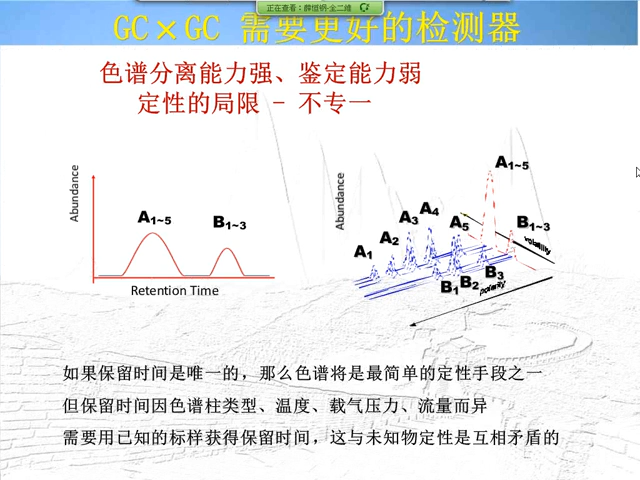 正在查看：薛恒钢-全二维
GC×GC 需要更好的检测器
色谱分离能力强、鉴定能力弱
定性的局限 - 不专一
Abundance
A1~5
B1~3
Retention Time
Abundance
A1~5
A4
A3
A5
B1~3
A2
A1
volatility
B3
B2
B1
polarity
如果保留时间是唯一的，那么色谱将是最简单的定性手段之一
但保留时间因色谱柱类型、温度、载气压力、流量而异
需要用已知的标样获得保留时间，这与未知物定性是互相矛盾的